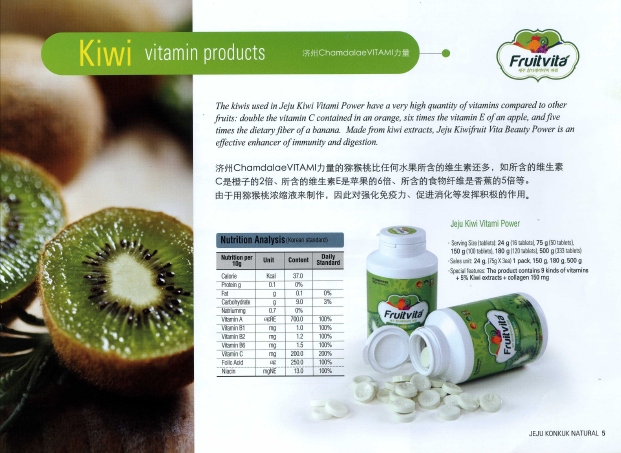 Kiwi vitamin products
济州ChamdalaeVITAMI力量
Fruitvita
The kiwis used in Jeju Kiwi Vitami Power have a very high quantity of vitamins compared to other
fruits: double the vitamin C contained in an orange, six times the vitamin E of an apple, and five
times the dietary fiber of a banana. Made from kiwi extracts, Jeju Kiwifruit Vita Beauty Power is an
effective enhancer of immunity and digestion.
济州ChamdalaeVITAMI力量的猕猴桃比任何水果所含的维生素还多，如所含的维生素
C是橙子的2倍、所含的维生素E是苹果的6倍、所含的食物纤维是香蕉的5倍等。
由于用猕猴桃浓缩液来制作，因此对强化免疫力、促进消化等发挥积极的作用。
Nutrition Analysis (Korean standard)
Nutrition per 10g Unit Content Daily Standard
Calorie Kcal 37.0
Protein g 0.1 0%
Fat g 0.1 0%
Carbohydrate g 9.0 3%
Natriummg 0.7 0%
Vitamin A ugRE 700.0 100%
Vitamin B1 mg 1.0 100%
Vitamin B2 mg 1.2 100%
Vitamin B6 mg 1.5 100%
Vitamin C mg 200.0 200%
Folic Acid ug 250.0 100%
Niacin mgNE 13.0 100%
Jeju Kiwi Vitami Power
· Serving Size (tablets) 24 g (16 tablets), 75 g (50 tablets),
150 g (100 tablets), 180 g (120 tablets), 500 g (333 tablets)
· Sales unit: 24 g, (75g X 3ea) 1 pack, 150 g, 180 g, 500 g
· Special features: The product contains 9 kinds of vitamins
+ 5% Kiwi extracts + collagen 150 mg
Fruitvita
Fruitvita
JEJU KONKUK NATURAL 5